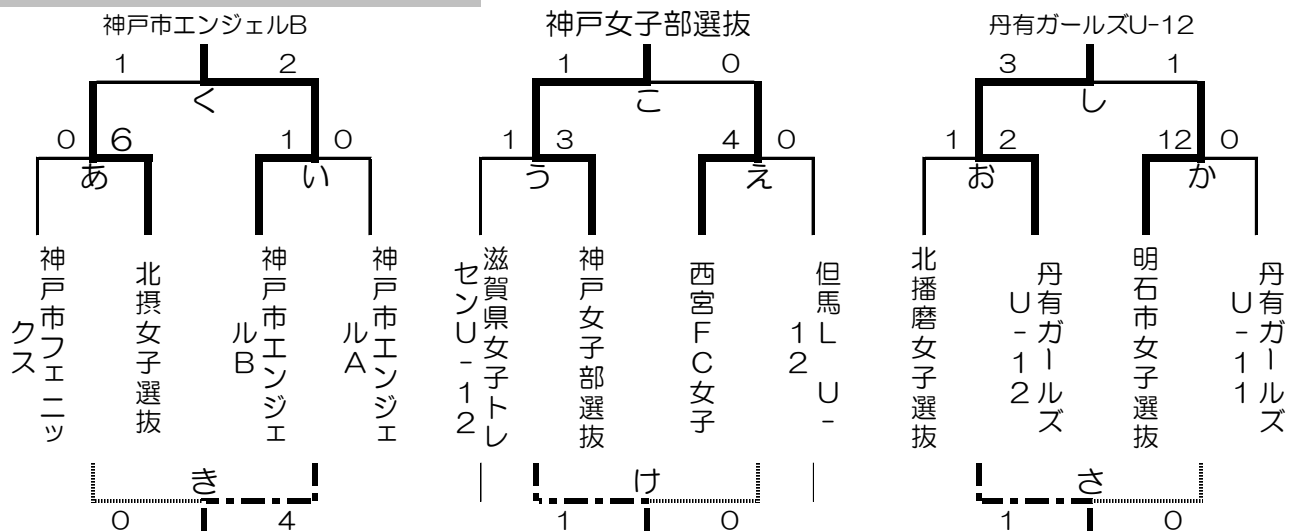 神戸市エンジェルB
神戸女子部選抜
丹有ガールズU-12
1 2
1 0
3 1
く
こ
し
0 6
1 0
1 3
4 0
1 2
12 0
あ
い
う
え
お
か
神戸市フェニックス
北摂女子選抜
神戸市エンジェルB
神戸市エンジェルA
滋賀県女子トレセンU-12
神戸女子部選抜
西宮FC女子
但馬L U-12
北播磨女子選抜
丹有ガールズU-12
明石市女子選抜
丹有ガールズU-11
き
け
さ
0 4
1 0
1 0